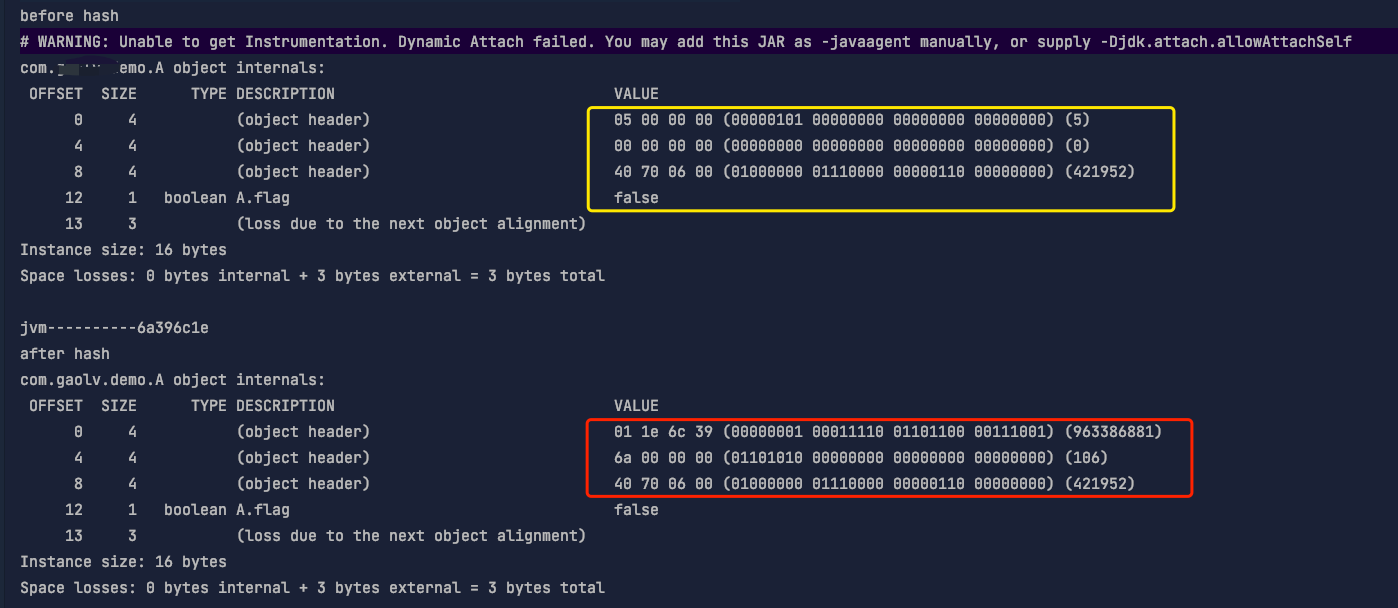 before hash
# WARNING: Unable to get Instrumentation. Dynamic Attach failed. You may add this JAR as -javaagent manually, or supply -Djdk.attach.allowAttachSelf
com. emo.A object internals:
OFFSET SIZE TYPE DESCRIPTION VALUE
0 4 (object header) 05 00 00 00 (00000101 00000000 00000000 00000000) (5)
4 4 (object header) 00 00 00 00 (00000000 00000000 00000000 00000000) (0)
8 4 (object header) 40 70 06 00 (01000000 01110000 00000110 00000000) (421952)
12 1 boolean A.flag false
13 3 (loss due to the next object alignment)
Instance size: 16 bytes
Space losses: 0 bytes internal + 3 bytes external = 3 bytes total
jvm----------6a396c1e
after hash
com.gaolv.demo.A object internals:
OFFSET SIZE TYPE DESCRIPTION VALUE
0 4 (object header) 01 1e 6c 39 (00000001 00011110 01101100 00111001) (963386881)
4 4 (object header) 6a 00 00 00 (01101010 00000000 00000000 00000000) (106)
8 4 (object header) 40 70 06 00 (01000000 01110000 00000110 00000000) (421952)
12 1 boolean A.flag false
13 3 (loss due to the next object alignment)
Instance size: 16 bytes
Space losses: 0 bytes internal + 3 bytes external = 3 bytes total